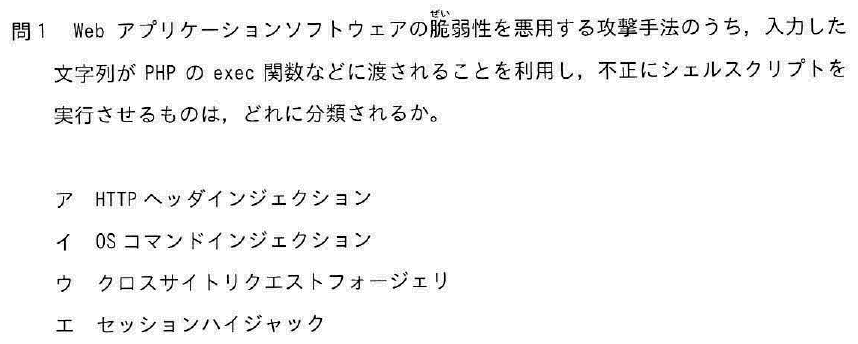 問1 Web アプリケーションソフトウェアの脆弱性を悪用する攻撃手法のうち，入力した
ぜい
文字列が PHP の exec 関数などに渡されることを利用し，不正にシェルスクリプトを
実行させるものは，どれに分類されるか。
ア HTTP ヘッダインジェクション
イ OS コマンドインジェクション
ウ クロスサイトリクエストフォージェリ
エ セッションハイジャック